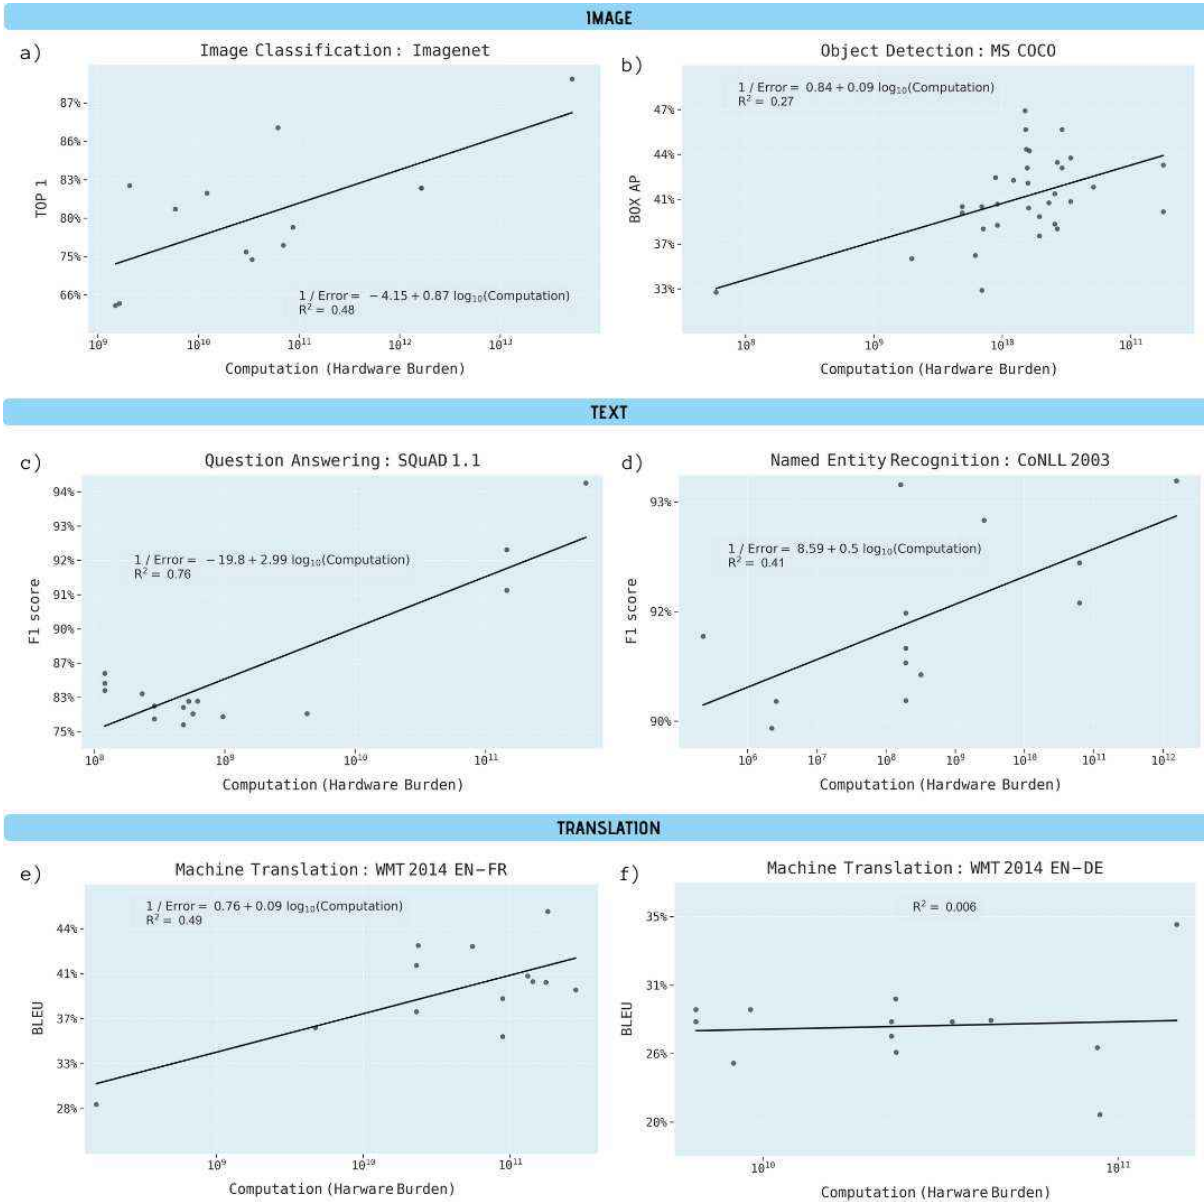 IMAGE
a)
Image Classification : Imagenet
87%
86%
83%
80%
75%
66%
TOP 1
1 / Error = − 4.15 + 0.87 log₁₀(Computation)
R² = 0.48
10⁹
10¹⁰
10¹¹
10¹²
10¹³
Computation (Hardware Burden)
b)
Object Detection : MS COCO
1 / Error = 0.84 + 0.09 log₁₀(Computation)
R² = 0.27
47%
44%
41%
37%
33%
BOX AP
10⁸
10⁹
10¹⁰
10¹¹
Computation (Hardware Burden)
TEXT
c)
Question Answering : SQuAD 1.1
94%
93%
92%
91%
90%
87%
83%
75%
F1 score
1 / Error = − 19.8 + 2.99 log₁₀(Computation)
R² = 0.76
10⁸
10⁹
10¹⁰
10¹¹
Computation (Hardware Burden)
d)
Named Entity Recognition : CoNLL 2003
93%
92%
90%
F1 score
1 / Error = 8.59 + 0.5 log₁₀(Computation)
R² = 0.41
10⁶
10⁷
10⁸
10⁹
10¹⁰
10¹¹
10¹²
Computation (Hardware Burden)
TRANSLATION
e)
Machine Translation : WMT 2014 EN−FR
1 / Error = 0.76 + 0.09 log₁₀(Computation)
R² = 0.49
44%
41%
37%
33%
28%
BLEU
10⁹
10¹⁰
10¹¹
Computation (Harware Burden)
f)
Machine Translation : WMT 2014 EN−DE
R² = 0.006
35%
31%
26%
20%
BLEU
10¹⁰
10¹¹
Computation (Hardware Burden)